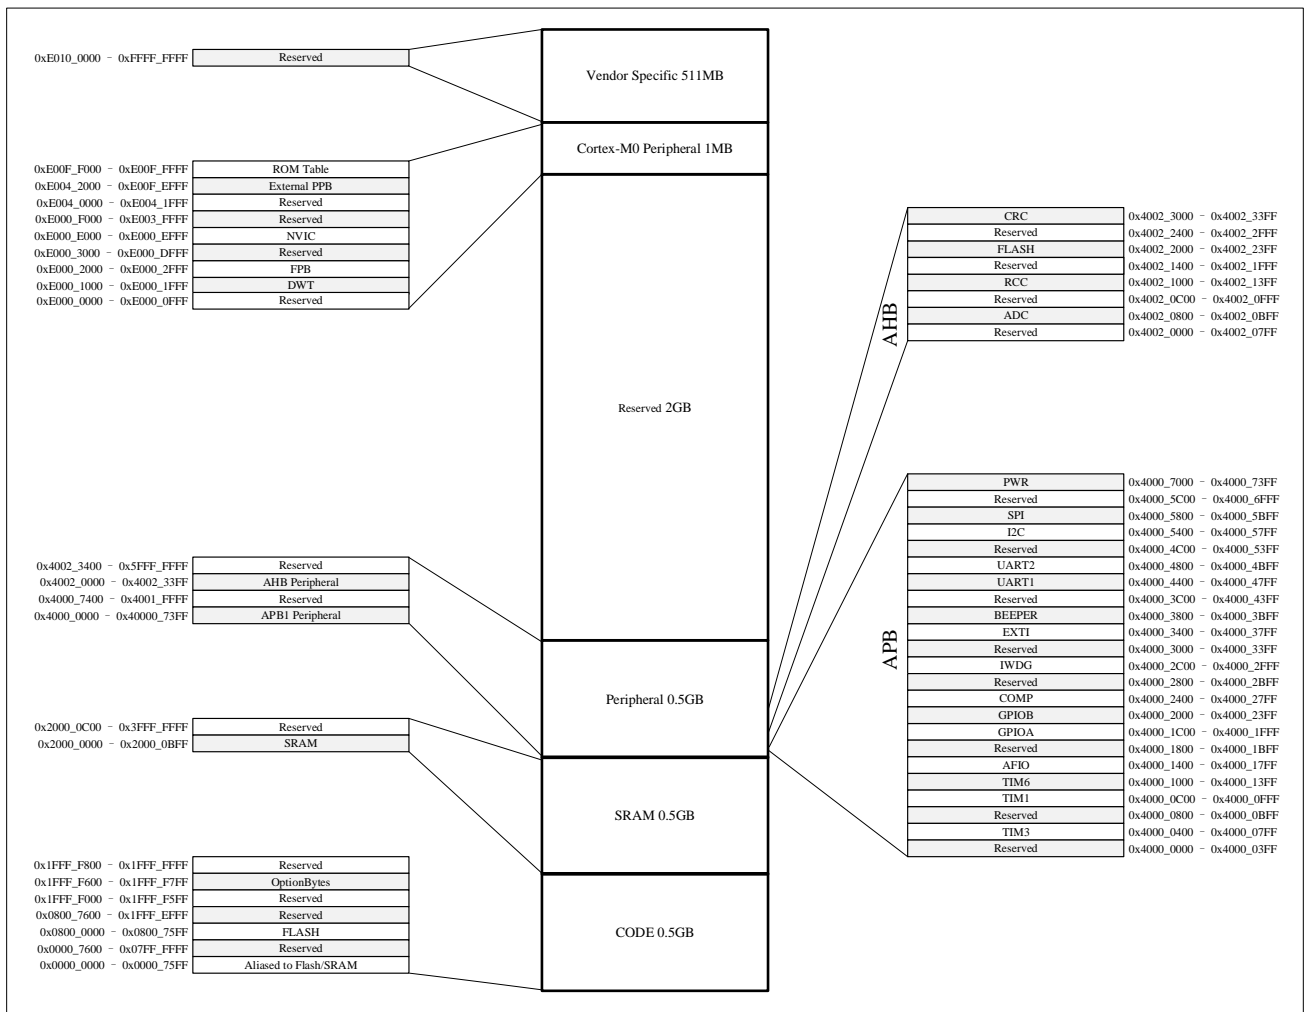 0xE010_0000 - 0xFFFF_FFFF Reserved
Vendor Specific 511MB
Cortex-M0 Peripheral 1MB
0xE00F_F000 - 0xE00F_FFFF ROM Table
0xE004_2000 - 0xE00F_EFFF External PPB
0xE004_0000 - 0xE004_1FFF Reserved
0xE000_F000 - 0xE003_FFFF Reserved
0xE000_E000 - 0xE000_EFFF NVIC
0xE000_3000 - 0xE000_DFFF Reserved
0xE000_2000 - 0xE000_2FFF FPB
0xE000_1000 - 0xE000_1FFF DWT
0xE000_0000 - 0xE000_0FFF Reserved
Reserved 2GB
AHB
CRC 0x4002_3000 - 0x4002_33FF
Reserved 0x4002_2400 - 0x4002_2FFF
FLASH 0x4002_2000 - 0x4002_23FF
Reserved 0x4002_1400 - 0x4002_1FFF
RCC 0x4002_1000 - 0x4002_13FF
Reserved 0x4002_0C00 - 0x4002_0FFF
ADC 0x4002_0800 - 0x4002_0BFF
Reserved 0x4002_0000 - 0x4002_07FF
0x4002_3400 - 0x5FFF_FFFF Reserved
0x4002_0000 - 0x4002_33FF AHB Peripheral
0x4000_7400 - 0x4001_FFFF Reserved
0x4000_0000 - 0x40000_73FF APB1 Peripheral
Peripheral 0.5GB
APB
PWR 0x4000_7000 - 0x4000_73FF
Reserved 0x4000_5C00 - 0x4000_6FFF
SPI 0x4000_5800 - 0x4000_5BFF
I2C 0x4000_5400 - 0x4000_57FF
Reserved 0x4000_4C00 - 0x4000_53FF
UART2 0x4000_4800 - 0x4000_4BFF
UART1 0x4000_4400 - 0x4000_47FF
Reserved 0x4000_3C00 - 0x4000_43FF
BEEPER 0x4000_3800 - 0x4000_3BFF
EXTI 0x4000_3400 - 0x4000_37FF
Reserved 0x4000_3000 - 0x4000_33FF
IWDG 0x4000_2C00 - 0x4000_2FFF
Reserved 0x4000_2800 - 0x4000_2BFF
COMP 0x4000_2400 - 0x4000_27FF
GPIOB 0x4000_2000 - 0x4000_23FF
GPIOA 0x4000_1C00 - 0x4000_1FFF
Reserved 0x4000_1800 - 0x4000_1BFF
AFIO 0x4000_1400 - 0x4000_17FF
TIM6 0x4000_1000 - 0x4000_13FF
TIM1 0x4000_0C00 - 0x4000_0FFF
Reserved 0x4000_0800 - 0x4000_0BFF
TIM3 0x4000_0400 - 0x4000_07FF
Reserved 0x4000_0000 - 0x4000_03FF
0x2000_0C00 - 0x3FFF_FFFF Reserved
0x2000_0000 - 0x2000_0BFF SRAM
SRAM 0.5GB
0x1FFF_F800 - 0x1FFF_FFFF Reserved
0x1FFF_F600 - 0x1FFF_F7FF OptionBytes
0x1FFF_F000 - 0x1FFF_F5FF Reserved
0x0800_7600 - 0x1FFF_EFFF Reserved
0x0800_0000 - 0x0800_75FF FLASH
0x0000_7600 - 0x07FF_FFFF Reserved
0x0000_0000 - 0x0000_75FF Aliased to Flash/SRAM
CODE 0.5GB